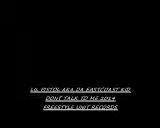 LIL PISTOL AKA DA EASTCOAST KID
DONT TALK TO ME 2014
FREESTYLE UNIT RECORDS